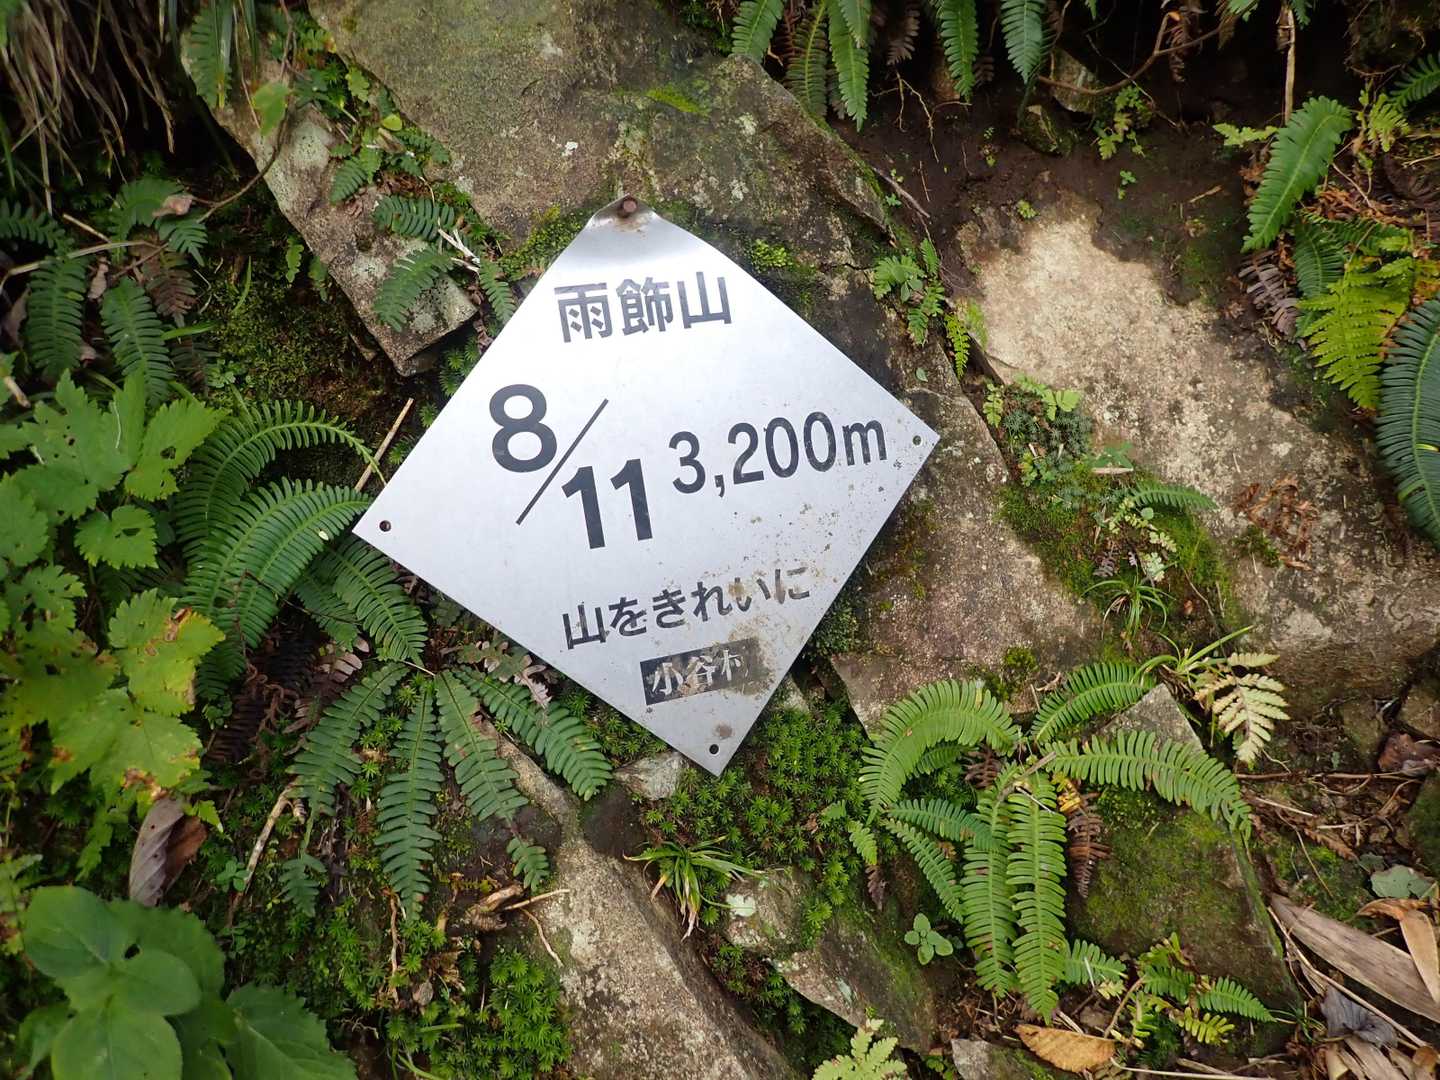 雨飾山
8/11 3,200m
山をきれいに
小谷村